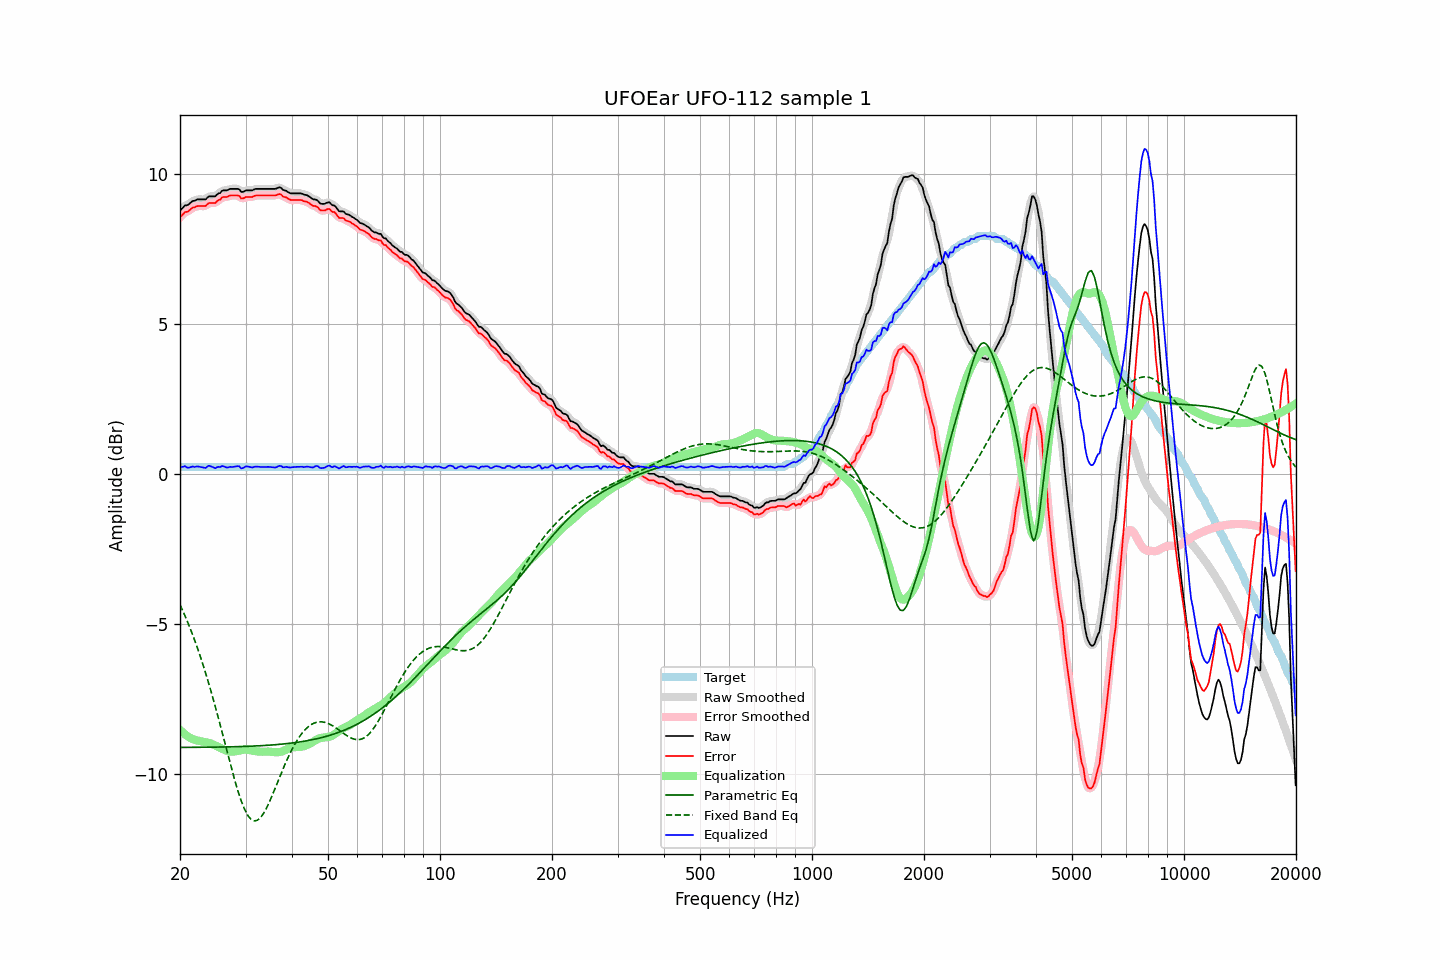 UFOEar UFO-112 sample 1
Amplitude (dBr)
10
5
0
−5
−10
Target
Raw Smoothed
Error Smoothed
Raw
Error
Equalization
Parametric Eq
Fixed Band Eq
Equalized
20 50 100 200 500 1000 2000 5000 10000 20000
Frequency (Hz)